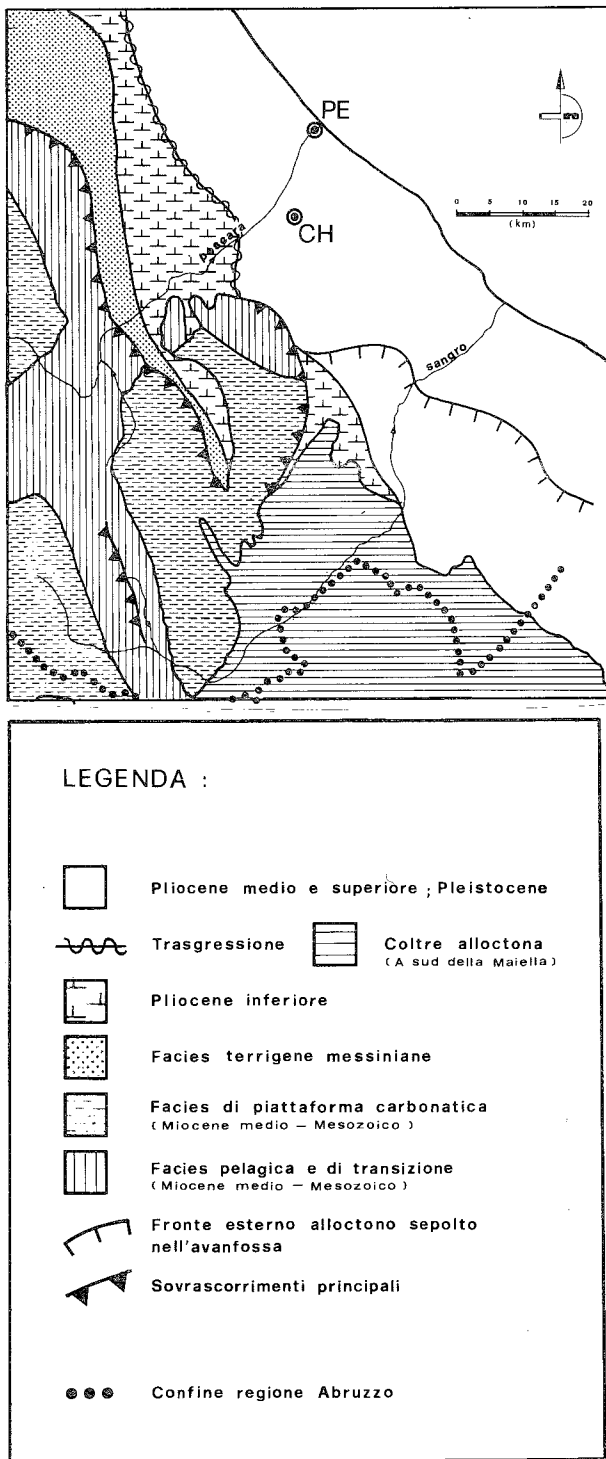 PE
0 5 10 15 20
(km)
CH
pescara
sangro
LEGENDA :
Pliocene medio e superiore ; Pleistocene
Trasgressione
Coltre alloctona
(A sud della Maiella)
Pliocene inferiore
Facies terrigene messiniane
Facies di piattaforma carbonatica
(Miocene medio – Mesozoico)
Facies pelagica e di transizione
(Miocene medio – Mesozoico)
Fronte esterno alloctono sepolto
nell'avanfossa
Sovrascorrimenti principali
Confine regione Abruzzo